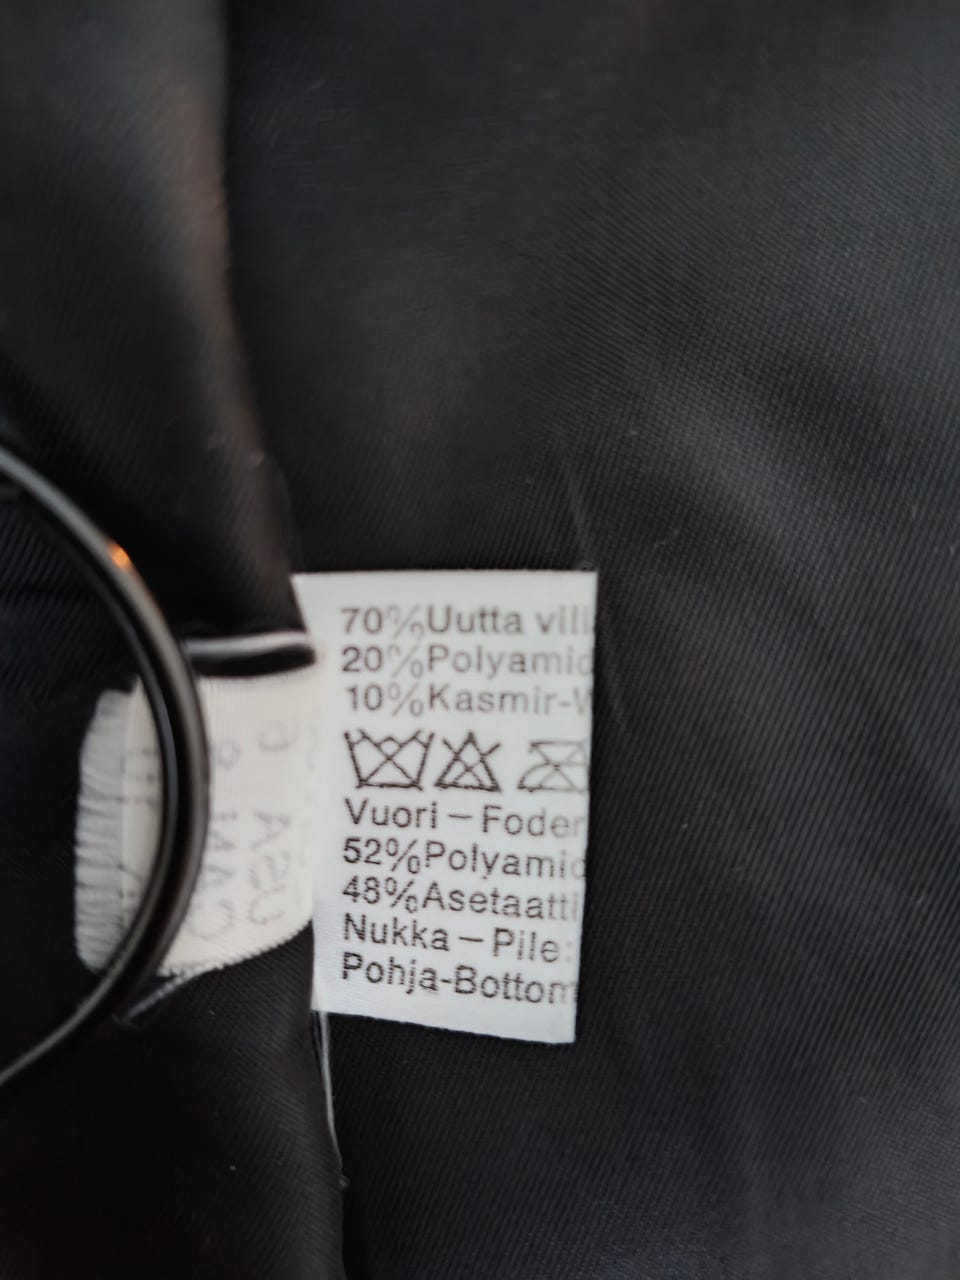 70%Uutta vill
20%Polyamid
10%Kasmir-W
Vuori–Foder
52%Polyamid
48%Asetaatti
Nukka–Pile:
Pohja-Bottom